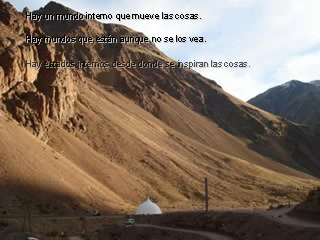 Hay un mundo interno que mueve las cosas.
Hay mundos que están aunque no se los vea.
Hay estados internos desde donde se inspiran las cosas.